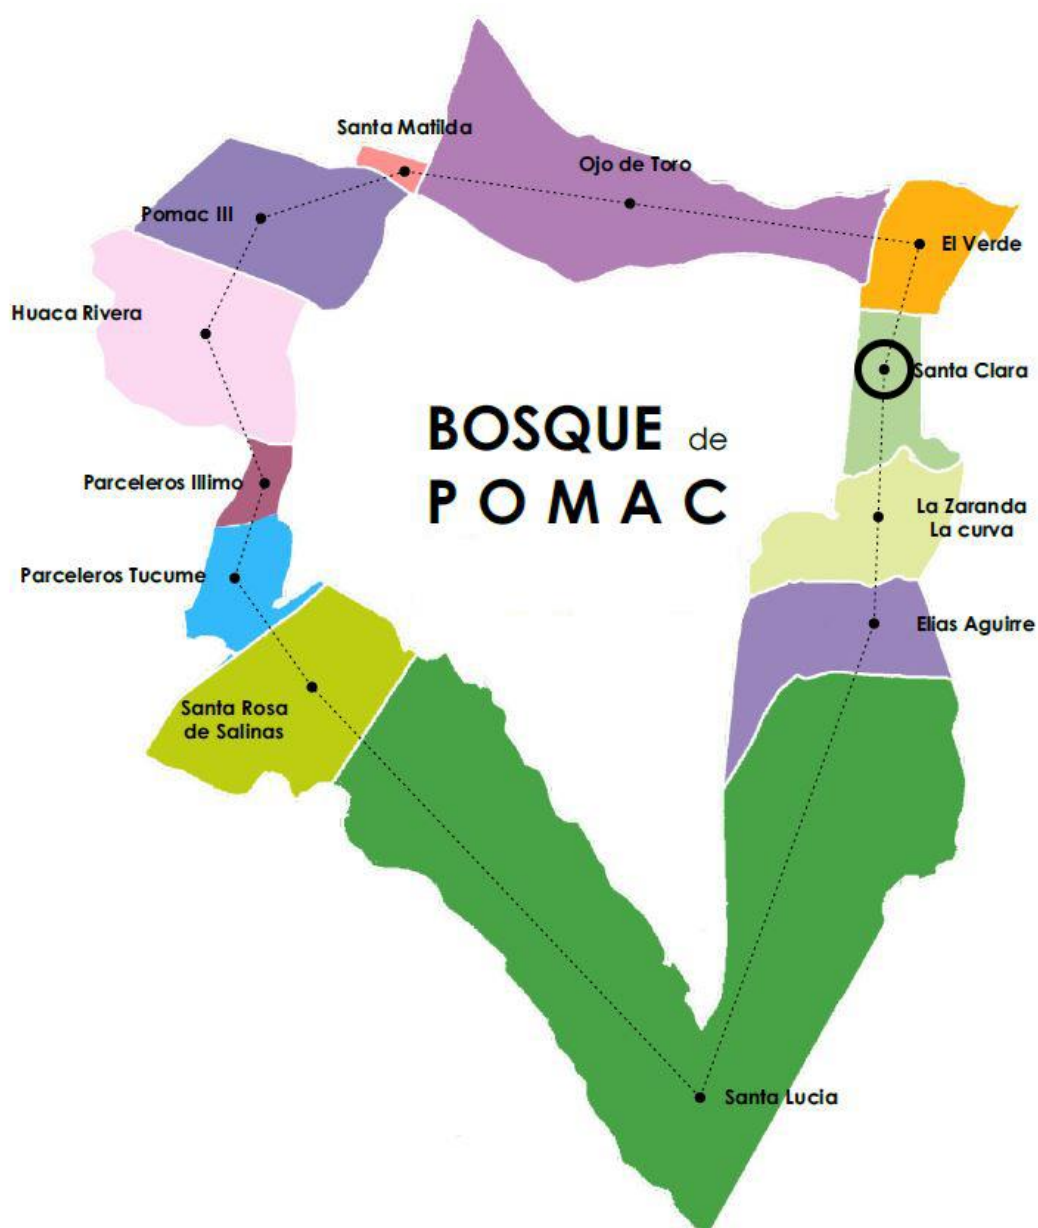 Santa Matilda
Ojo de Toro
Pomac III
El Verde
Huaca Rivera
Santa Clara
BOSQUE de
POMAC
Parceleros Illimo
La Zaranda
La curva
Parceleros Tucume
Elias Aguirre
Santa Rosa
de Salinas
Santa Lucia